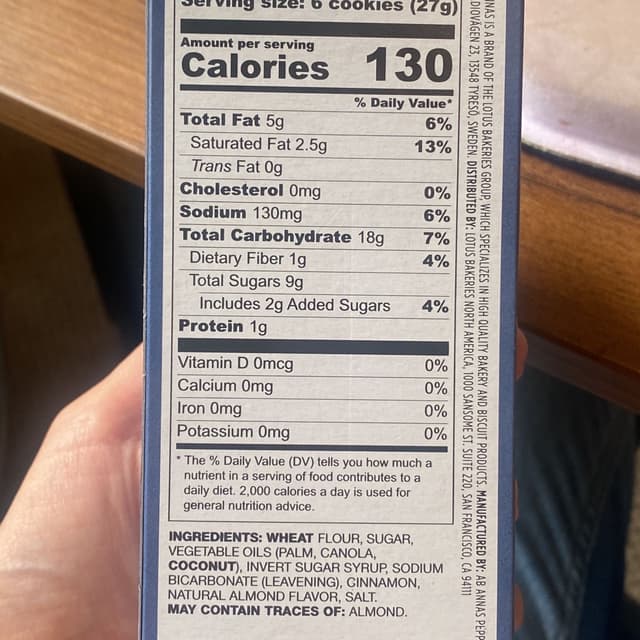 Serving size: 6 cookies (27g)
Amount per serving
Calories 130
% Daily Value*
Total Fat 5g 6%
Saturated Fat 2.5g 13%
Trans Fat 0g
Cholesterol 0mg 0%
Sodium 130mg 6%
Total Carbohydrate 18g 7%
Dietary Fiber 1g 4%
Total Sugars 9g
Includes 2g Added Sugars 4%
Protein 1g
Vitamin D 0mcg 0%
Calcium 0mg 0%
Iron 0mg 0%
Potassium 0mg 0%
* The % Daily Value (DV) tells you how much a
nutrient in a serving of food contributes to a
daily diet. 2,000 calories a day is used for
general nutrition advice.
INGREDIENTS: WHEAT FLOUR, SUGAR,
VEGETABLE OILS (PALM, CANOLA,
COCONUT), INVERT SUGAR SYRUP, SODIUM
BICARBONATE (LEAVENING), CINNAMON,
NATURAL ALMOND FLAVOR, SALT.
MAY CONTAIN TRACES OF: ALMOND.
NAS IS A BRAND OF THE LOTUS BAKERIES GROUP, WHICH SPECIALIZES IN HIGH QUALITY BAKERY AND BISCUIT PRODUCTS. MANUFACTURED BY: AB ANNAS PEPP
23, 13548 TYRESÖ, SWEDEN. DISTRIBUTED BY: LOTUS BAKERIES NORTH AMERICA, 1000 SANSOME ST. SUITE 220, SAN FRANCISCO, CA 94111